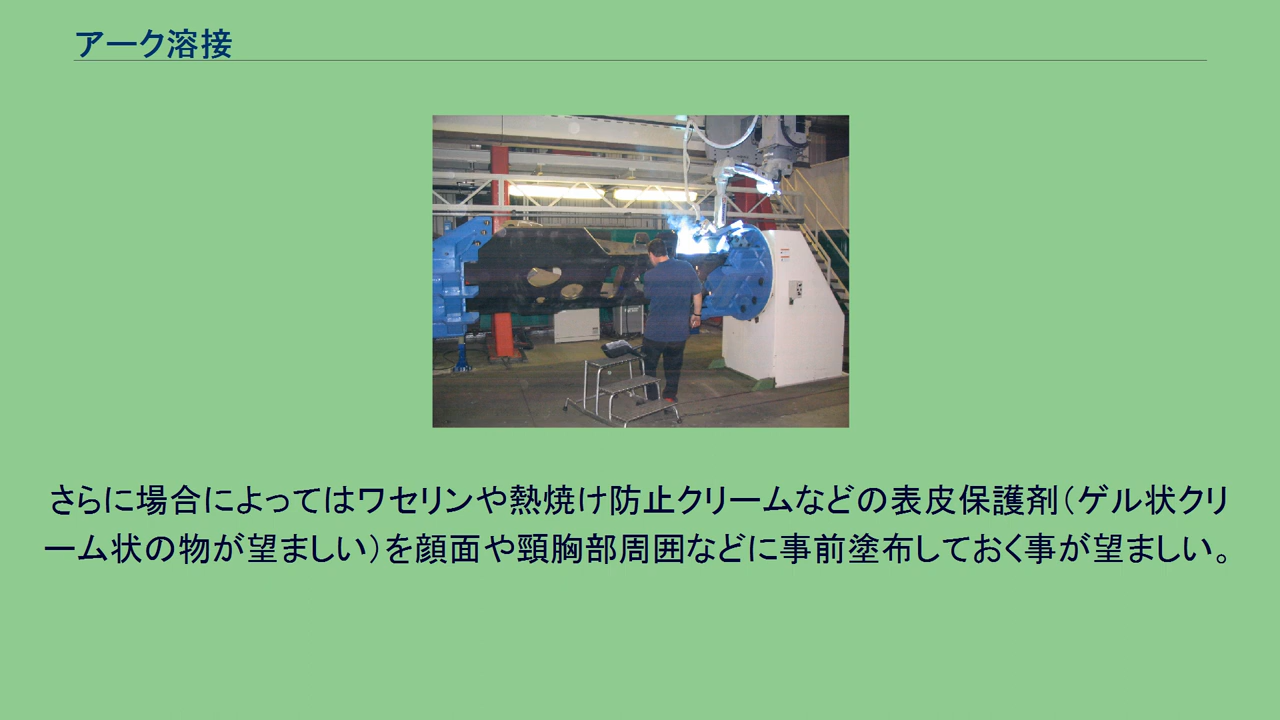 アーク溶接
さらに場合によってはワセリンや熱焼け防止クリームなどの表皮保護剤（ゲル状クリ
ーム状の物が望ましい）を顔面や頸胸部周囲などに事前塗布しておく事が望ましい。